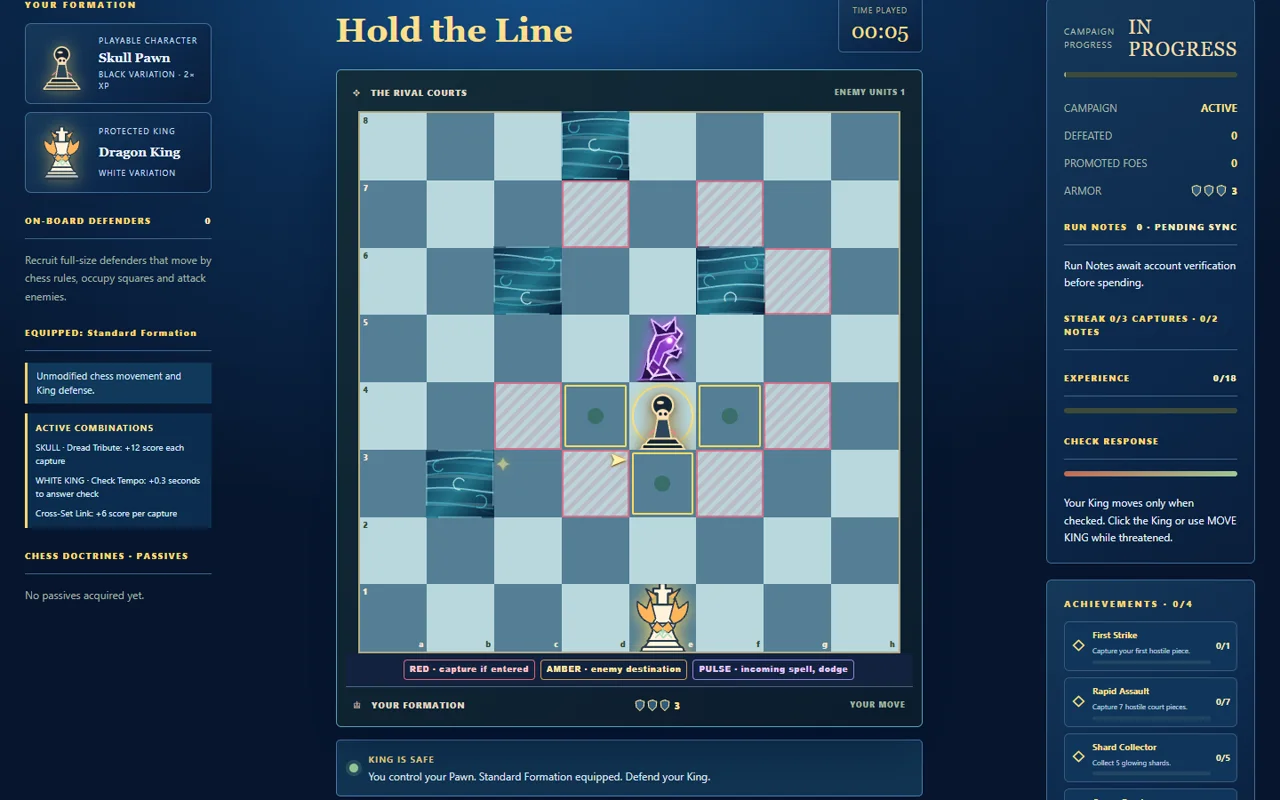 YOUR FORMATION
PLAYABLE CHARACTER
Skull Pawn
BLACK VARIATION · 2×
XP
PROTECTED KING
Dragon King
WHITE VARIATION
ON-BOARD DEFENDERS 0
Recruit full-size defenders that move by
chess rules, occupy squares and attack
enemies.
EQUIPPED: Standard Formation
Unmodified chess movement and
King defense.
ACTIVE COMBINATIONS
SKULL · Dread Tribute: +12 score each
capture
WHITE KING · Check Tempo: +0.3 seconds
to answer check
Cross-Set Link: +6 score per capture
CHESS DOCTRINES · PASSIVES
No passives acquired yet.
Hold the Line
TIME PLAYED
00:05
THE RIVAL COURTS ENEMY UNITS 1
8
7
6
5
4
3
2
1
a b c d e f g h
RED · capture if entered AMBER · enemy destination PULSE · incoming spell, dodge
YOUR FORMATION 3 YOUR MOVE
KING IS SAFE
You control your Pawn. Standard Formation equipped. Defend your King.
CAMPAIGN
PROGRESS
IN
PROGRESS
CAMPAIGN ACTIVE
DEFEATED 0
PROMOTED FOES 0
ARMOR 3
RUN NOTES 0 · PENDING SYNC
Run Notes await account verification
before spending.
STREAK 0/3 CAPTURES · 0/2
NOTES
EXPERIENCE 0/18
CHECK RESPONSE
Your King moves only when
checked. Click the King or use MOVE
KING while threatened.
ACHIEVEMENTS · 0/4
First Strike
Capture your first hostile piece.
0/1
Rapid Assault
Capture 7 hostile court pieces.
0/7
Shard Collector
Collect 5 glowing shards.
0/5